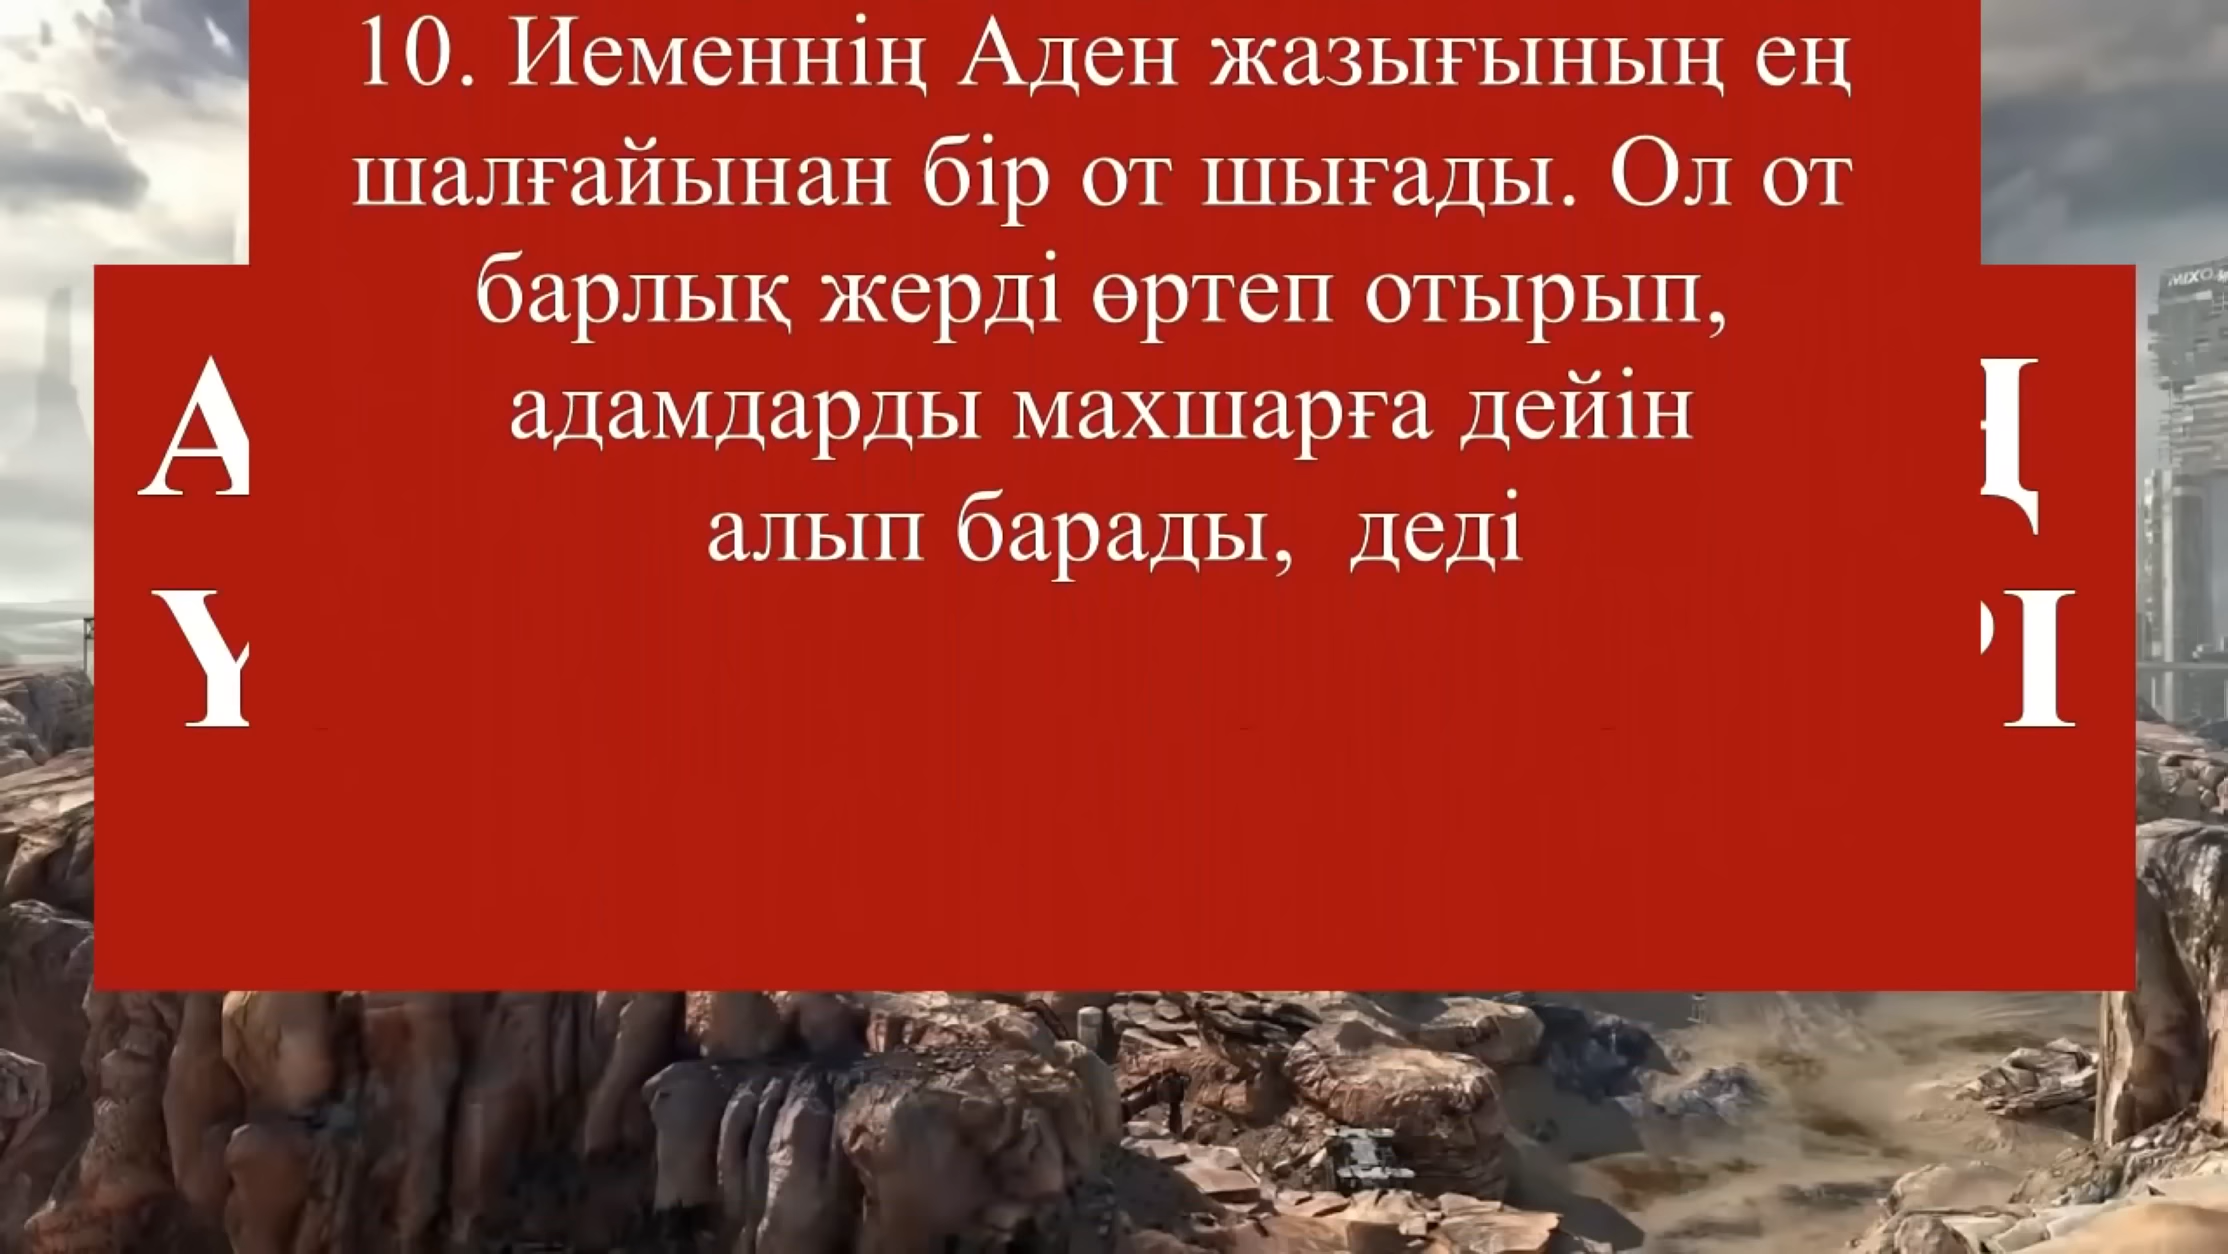 10. Йеменнің Аден жазығының ең
шалғайынан бір от шығады. Ол от
барлық жерді өртеп отырып,
адамдарды махшарға дейін
алып барады,  деді